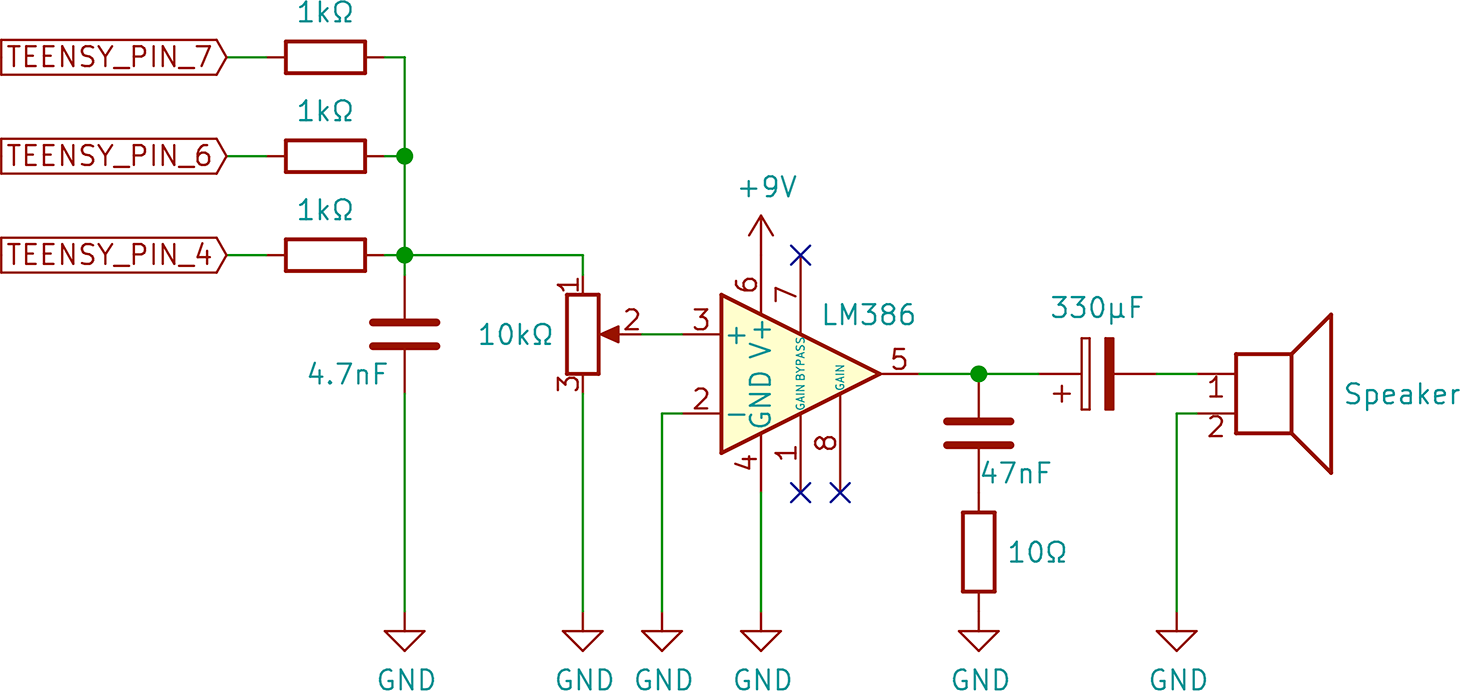 1kΩ
TEENSY_PIN_7
1kΩ
TEENSY_PIN_6
1kΩ
TEENSY_PIN_4
4.7nF
GND
1
10kΩ
2
3
GND
+9V
6
7
LM386
3
+
V+
GAIN BYPASS
GAIN
5
2
–
GND
4
1
8
GND
GND
47nF
10Ω
GND
330µF
+
1
2
Speaker
GND